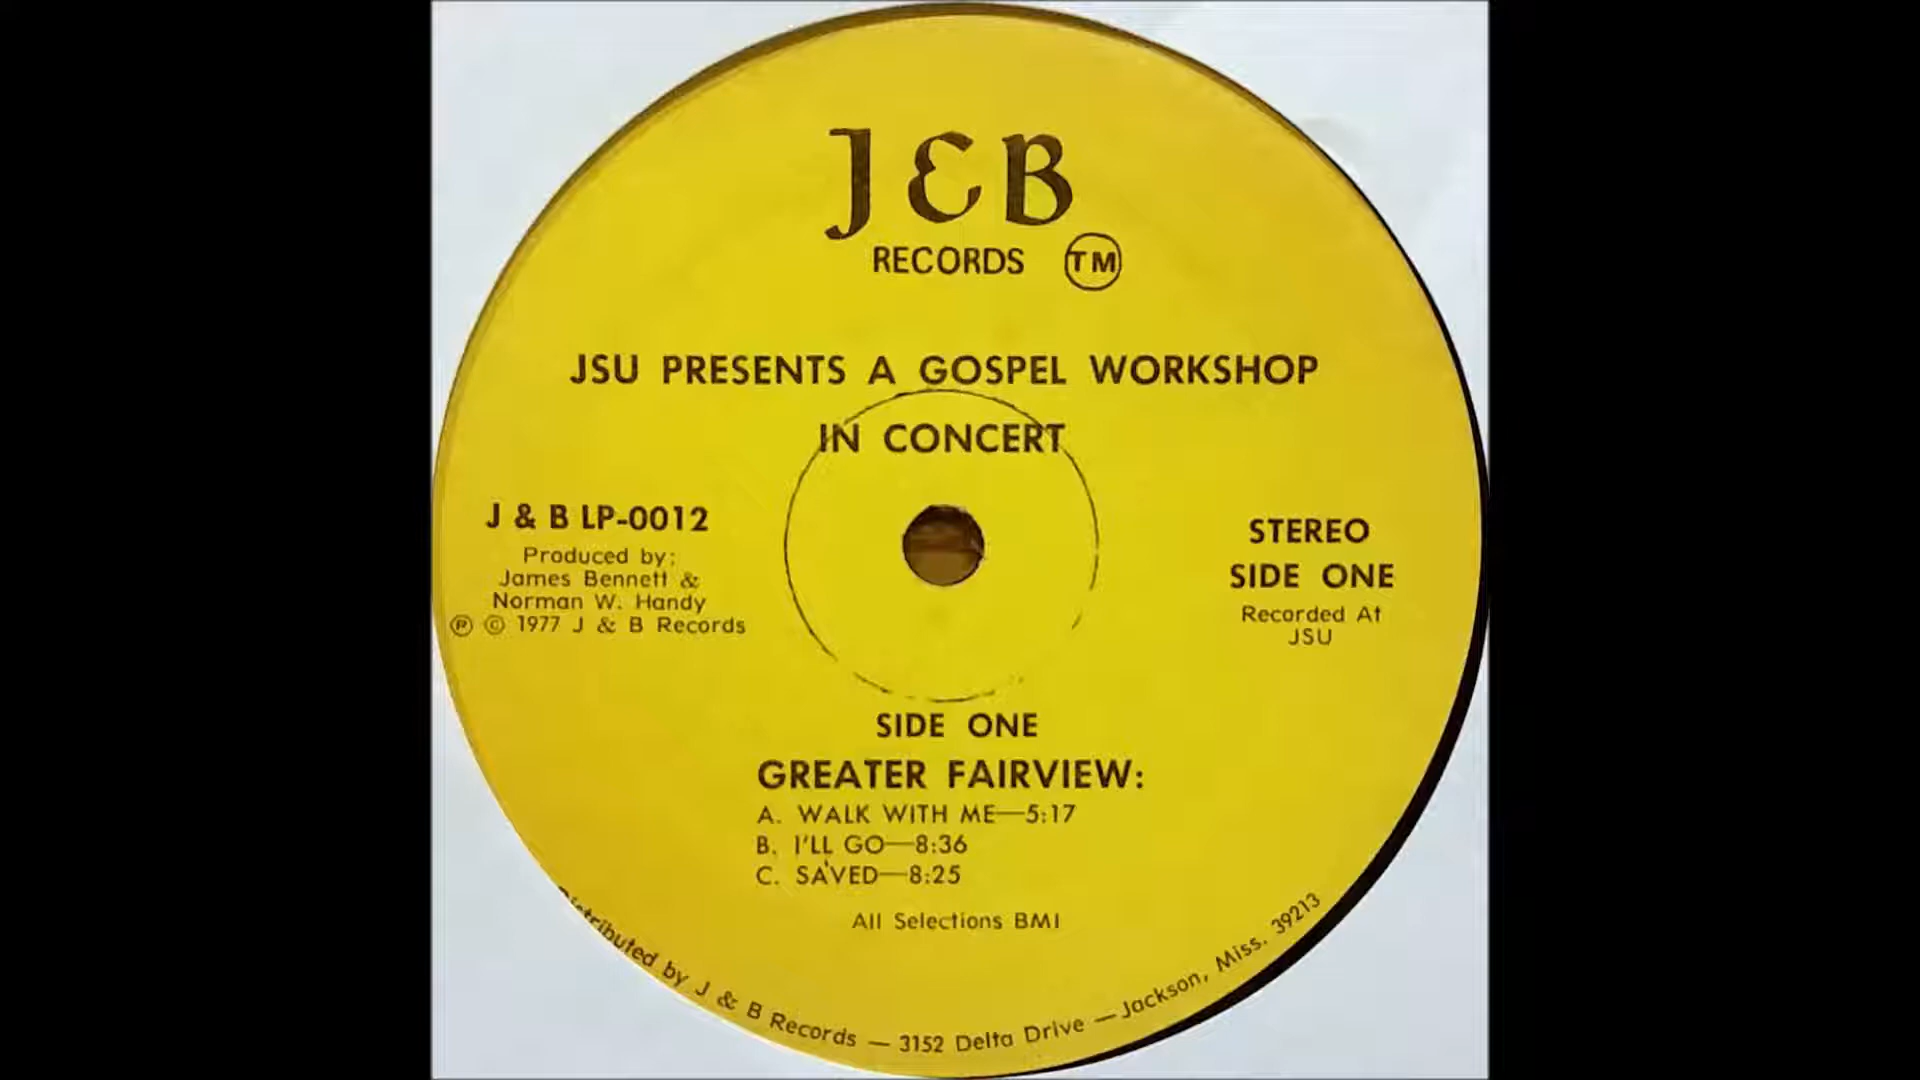 J & B
RECORDS TM
JSU PRESENTS A GOSPEL WORKSHOP
IN CONCERT
J & B LP-0012
Produced by:
James Bennett &
Norman W. Handy
Ⓟ © 1977 J & B Records
STEREO
SIDE ONE
Recorded At
JSU
SIDE ONE
GREATER FAIRVIEW:
A. WALK WITH ME—5:17
B. I'LL GO—8:36
C. SAVED—8:25
All Selections BMI
Distributed by J & B Records — 3152 Delta Drive — Jackson, Miss. 39213